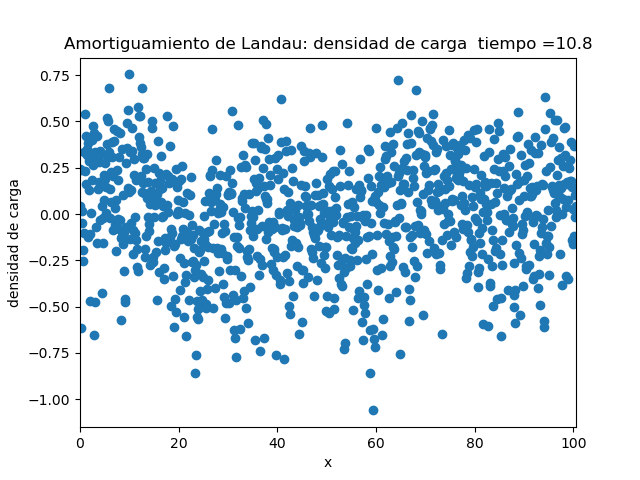 Amortiguamiento de Landau: densidad de carga  tiempo =10.8
0.75
0.50
0.25
0.00
−0.25
−0.50
−0.75
−1.00
densidad de carga
0 20 40 60 80 100
x